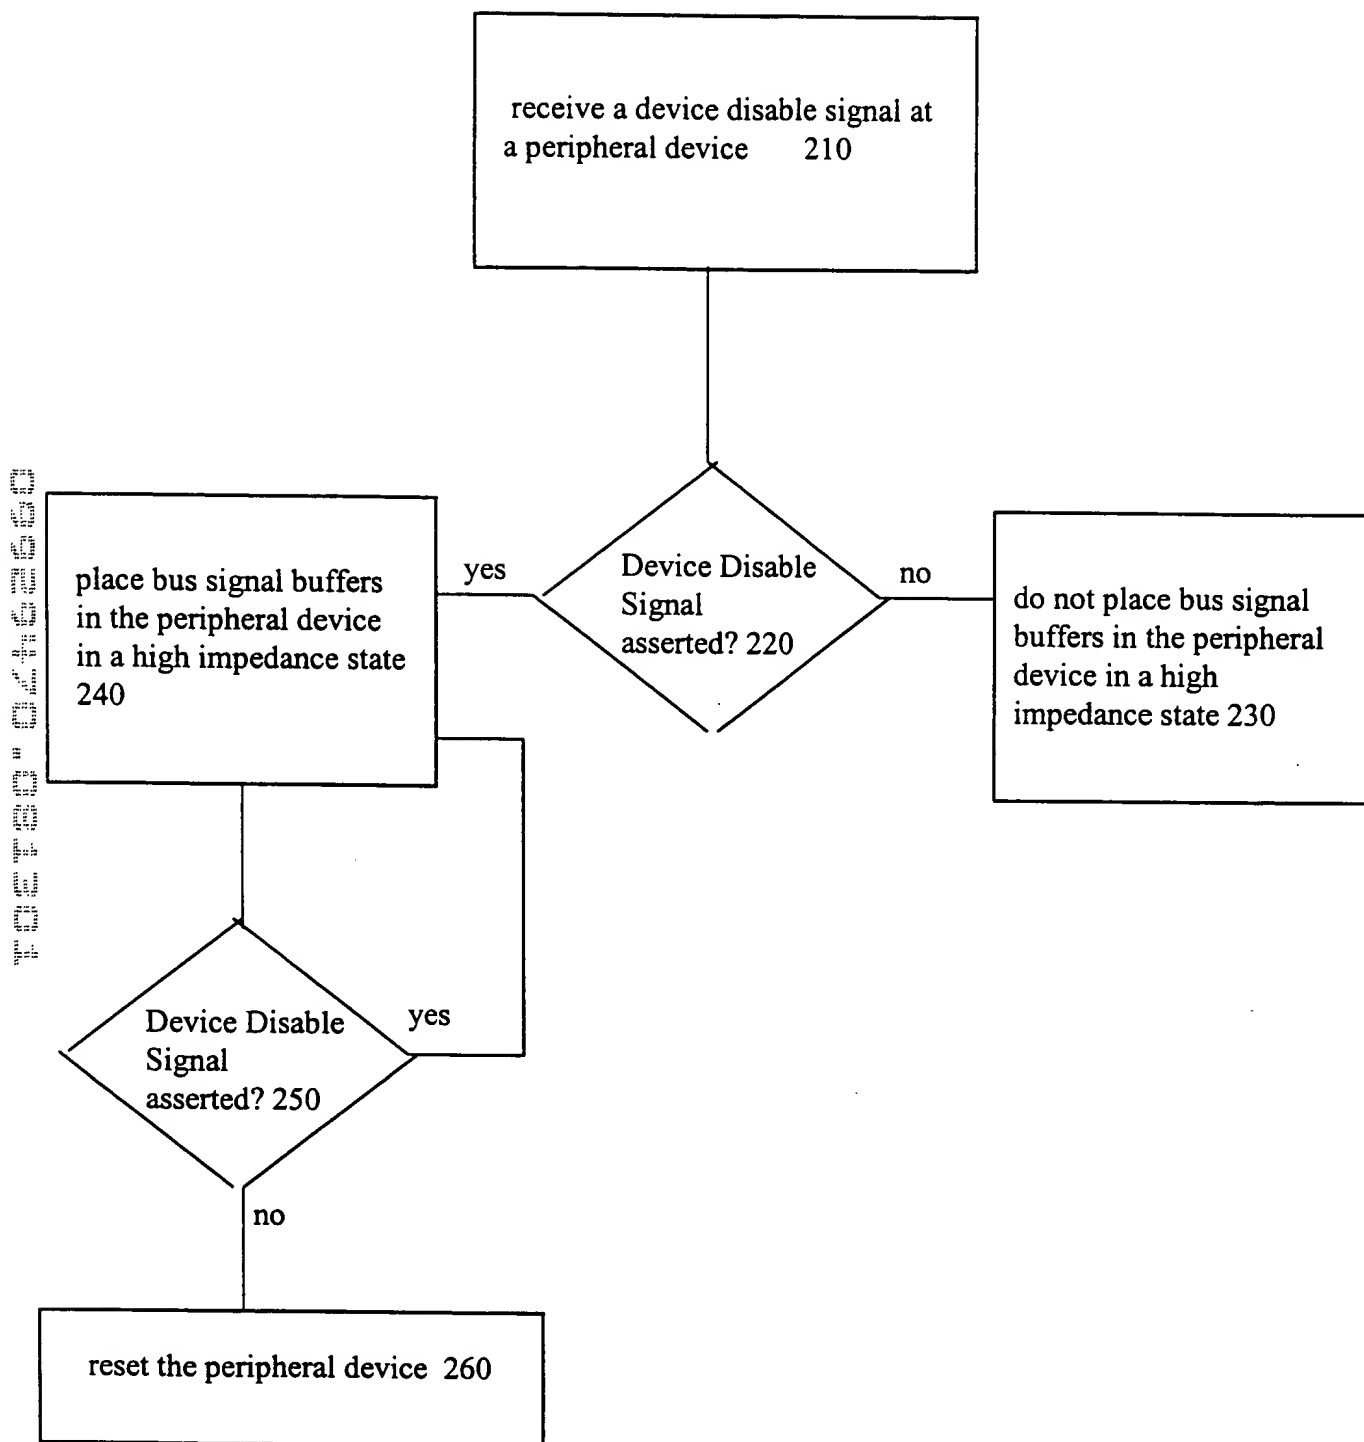 receive a device disable signal at
a peripheral device 210
Device Disable
Signal
asserted? 220
yes
no
place bus signal buffers
in the peripheral device
in a high impedance state
240
do not place bus signal
buffers in the peripheral
device in a high
impedance state 230
Device Disable
Signal
asserted? 250
yes
no
reset the peripheral device 260